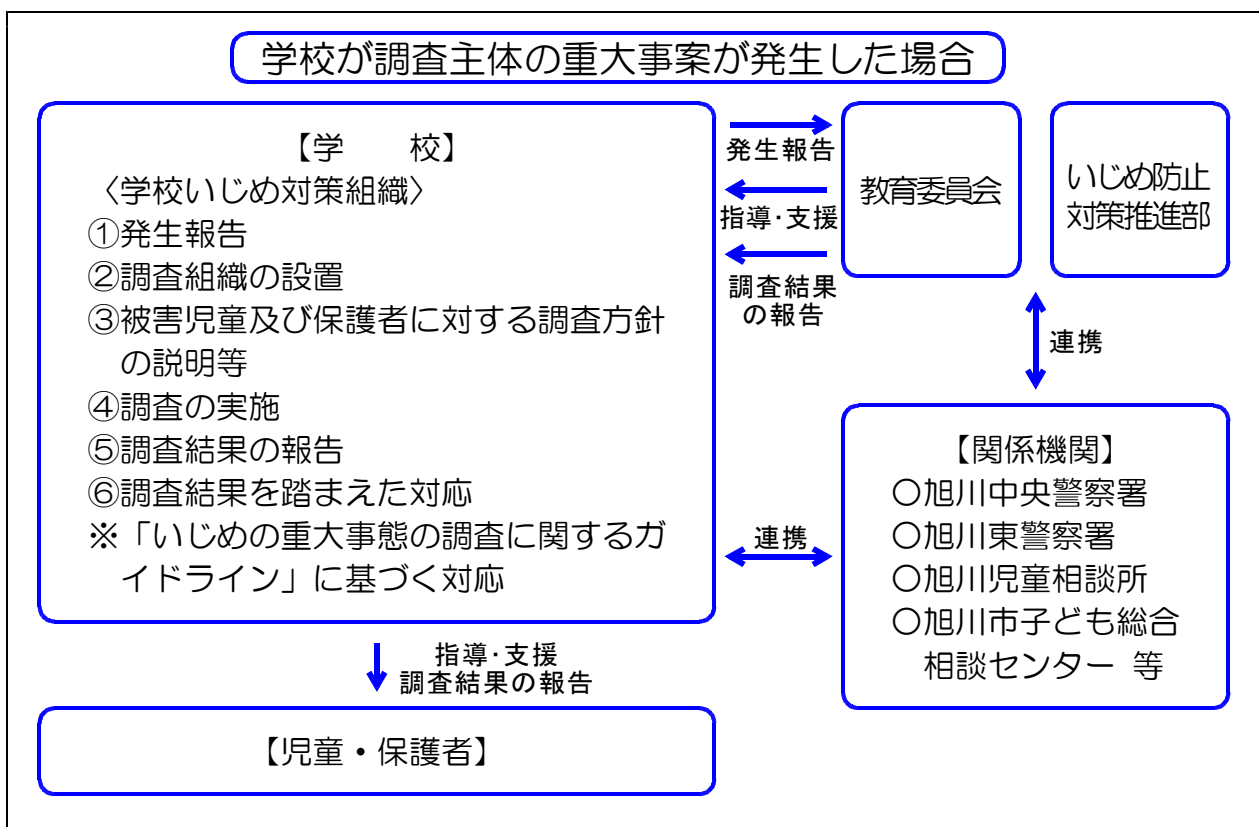 学校が調査主体の重大事案が発生した場合
【学　　校】
〈学校いじめ対策組織〉
①発生報告
②調査組織の設置
③被害児童及び保護者に対する調査方針
の説明等
④調査の実施
⑤調査結果の報告
⑥調査結果を踏まえた対応
※「いじめの重大事態の調査に関するガ
イドライン」に基づく対応
発生報告
指導・支援
調査結果
の報告
教育委員会
いじめ防止
対策推進部
連携
連携
【関係機関】
○旭川中央警察署
○旭川東警察署
○旭川児童相談所
○旭川市子ども総合
相談センター 等
指導・支援
調査結果の報告
【児童・保護者】